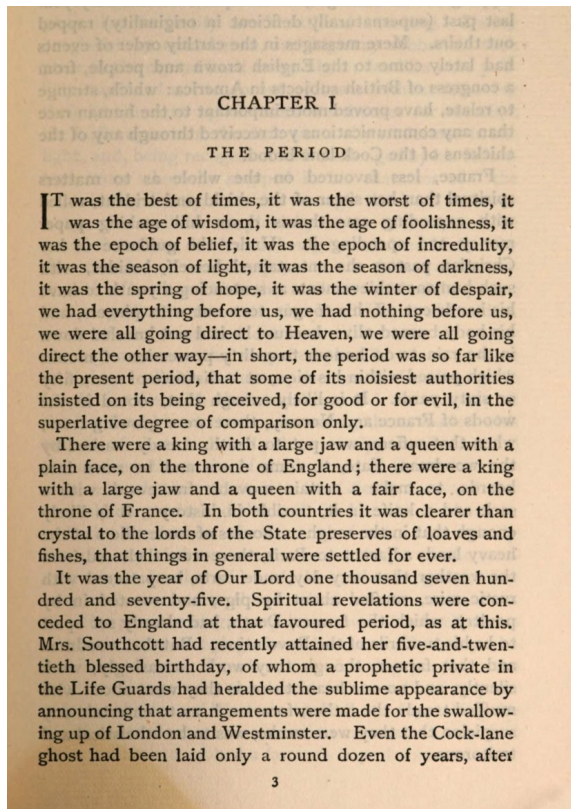 CHAPTER I
THE PERIOD
IT was the best of times, it was the worst of times, it
was the age of wisdom, it was the age of foolishness, it
was the epoch of belief, it was the epoch of incredulity,
it was the season of light, it was the season of darkness,
it was the spring of hope, it was the winter of despair,
we had everything before us, we had nothing before us,
we were all going direct to Heaven, we were all going
direct the other way—in short, the period was so far like
the present period, that some of its noisiest authorities
insisted on its being received, for good or for evil, in the
superlative degree of comparison only.
There were a king with a large jaw and a queen with a
plain face, on the throne of England; there were a king
with a large jaw and a queen with a fair face, on the
throne of France. In both countries it was clearer than
crystal to the lords of the State preserves of loaves and
fishes, that things in general were settled for ever.
It was the year of Our Lord one thousand seven hun-
dred and seventy-five. Spiritual revelations were con-
ceded to England at that favoured period, as at this.
Mrs. Southcott had recently attained her five-and-twen-
tieth blessed birthday, of whom a prophetic private in
the Life Guards had heralded the sublime appearance by
announcing that arrangements were made for the swallow-
ing up of London and Westminster. Even the Cock-lane
ghost had been laid only a round dozen of years, after
3